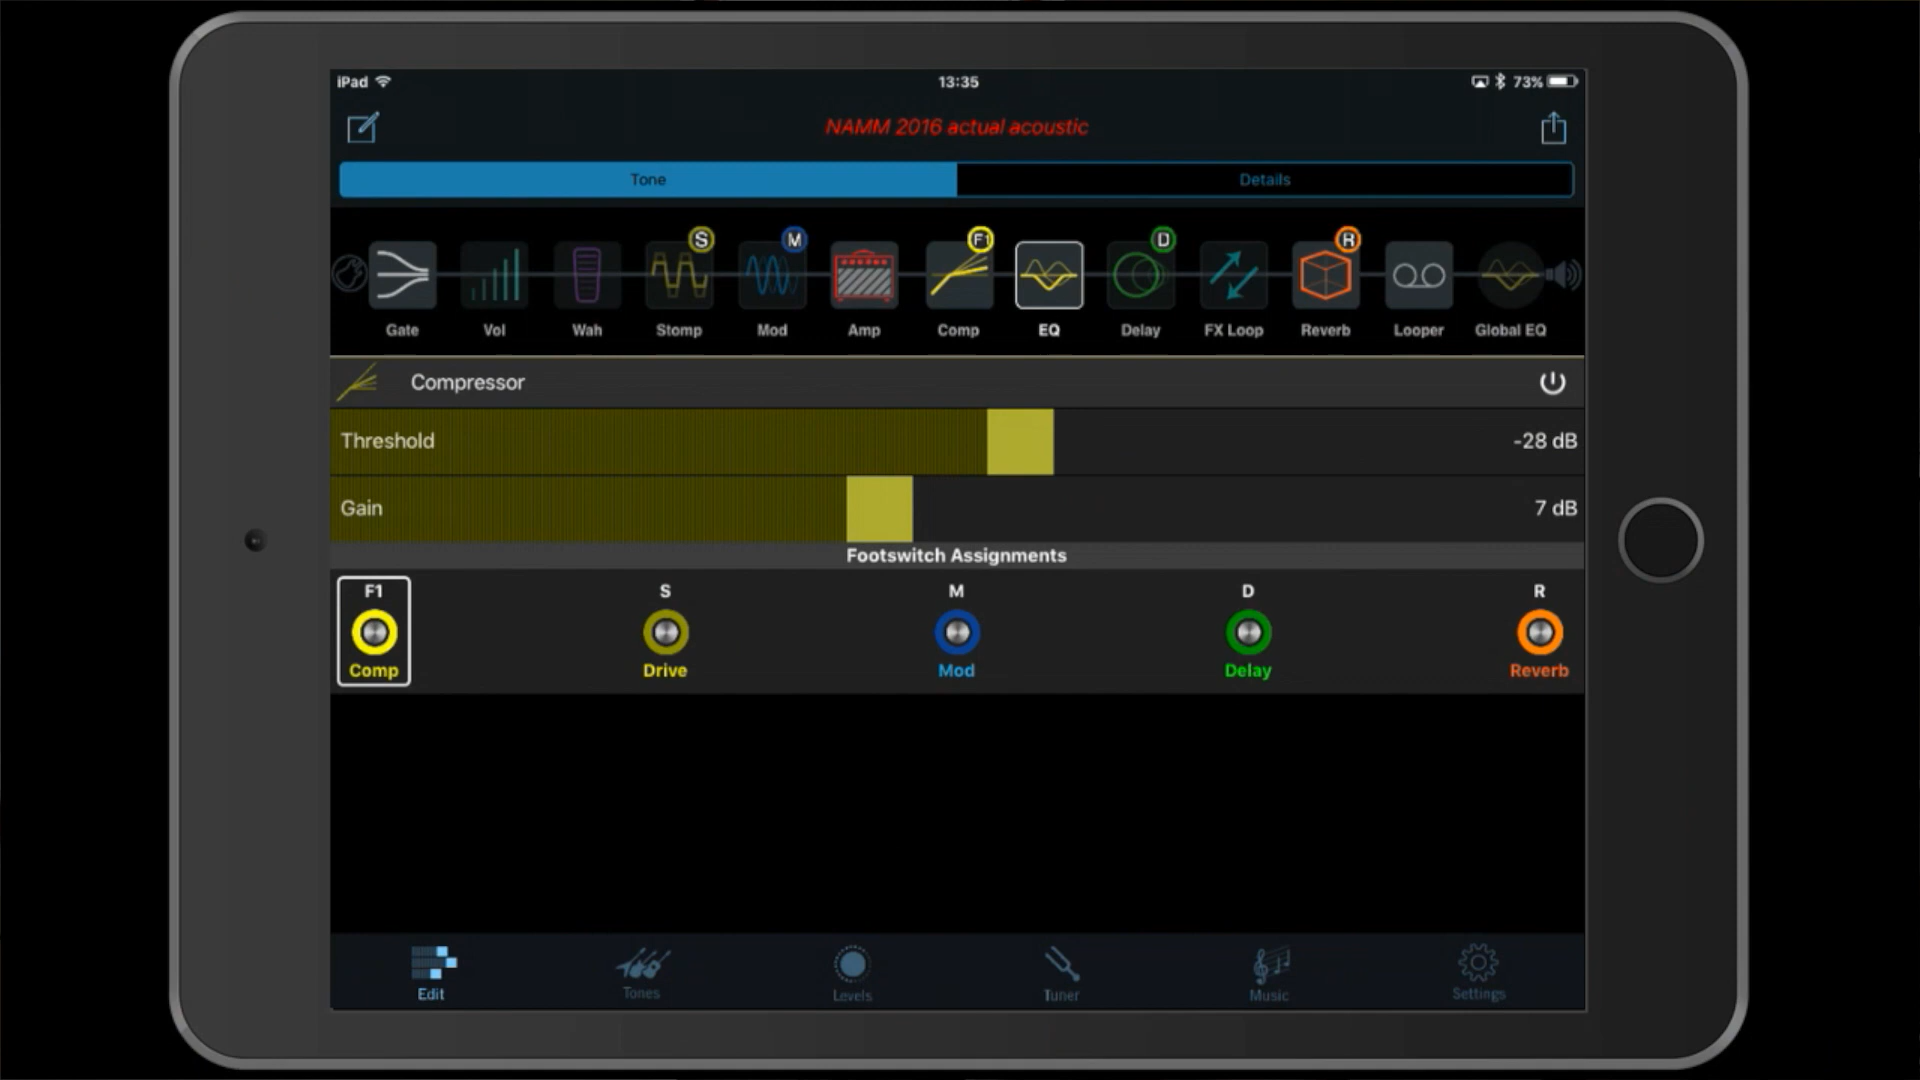 iPad 13:35 73%
NAMM 2016 actual acoustic
Tone Details
S M F1 D R
Gate Vol Wah Stomp Mod Amp Comp EQ Delay FX Loop Reverb Looper Global EQ
Compressor
Threshold -28 dB
Gain 7 dB
Footswitch Assignments
F1 S M D R
Comp Drive Mod Delay Reverb
Edit Tones Levels Tuner Music Settings